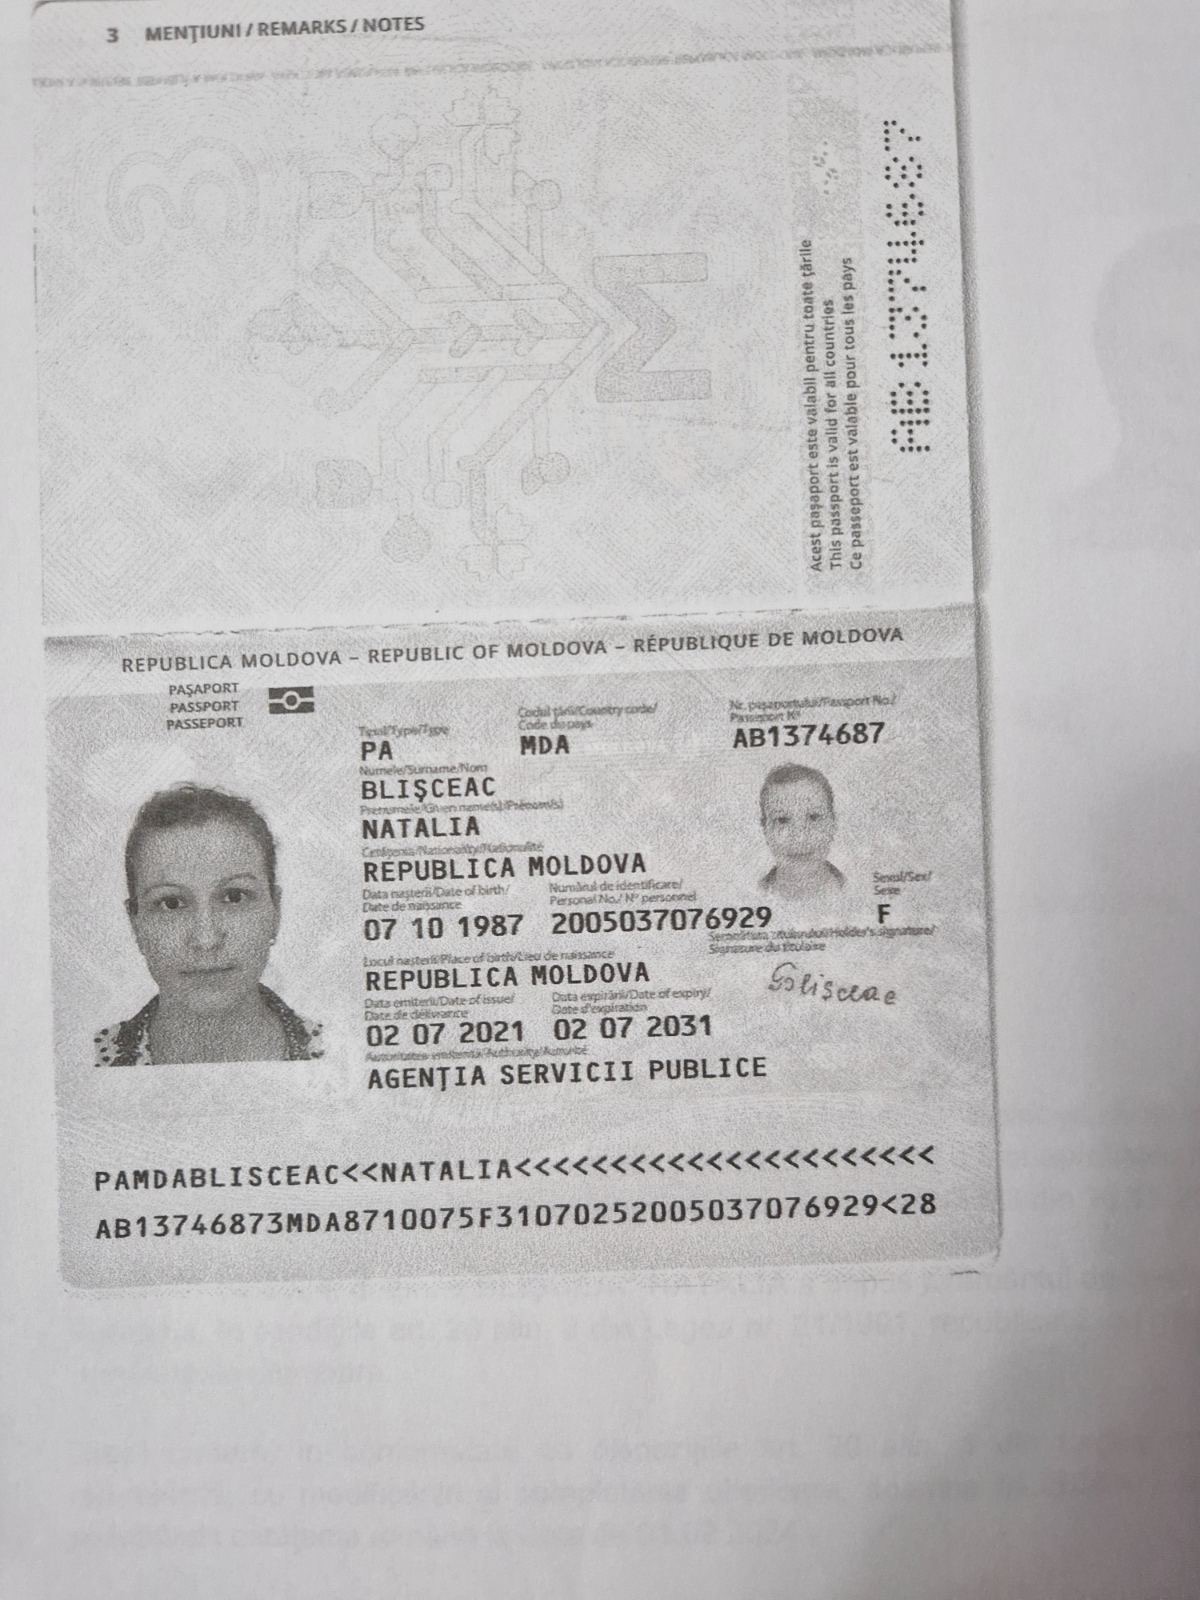 3 MENŢIUNI / REMARKS / NOTES
Acest paşaport este valabil pentru toate ţările
This passport is valid for all countries
Ce passeport est valable pour tous les pays
AB1374687
REPUBLICA MOLDOVA – REPUBLIC OF MOLDOVA – RÉPUBLIQUE DE MOLDOVA
PAŞAPORT
PASSPORT
PASSEPORT
Tipul/Type/Type
PA
Codul ţării/Country code/
Code du pays
MDA
Nr. paşaportului/Passport No./
Passeport Nº
AB1374687
Numele/Surname/Nom
BLIŞCEAC
Prenumele/Given name(s)/Prénom(s)
NATALIA
Cetăţenia/Nationality/Nationalité
REPUBLICA MOLDOVA
Data naşterii/Date of birth/
Date de naissance
07 10 1987
Numărul de identificare/
Personal No./ Nº personnel
2005037076929
Sexul/Sex/
Sexe
F
Locul naşterii/Place of birth/Lieu de naissance
REPUBLICA MOLDOVA
Semnătura titularului/Holder's signature/
Signature du titulaire
Blişceac
Data emiterii/Date of issue/
Date de délivrance
02 07 2021
Data expirării/Date of expiry/
Date d'expiration
02 07 2031
Autoritatea emitentă/Authority/Autorité
AGENŢIA SERVICII PUBLICE
PAMDABLISCEAC<<NATALIA<<<<<<<<<<<<<<<<<<<<<<
AB13746873MDA8710075F31070252005037076929<28